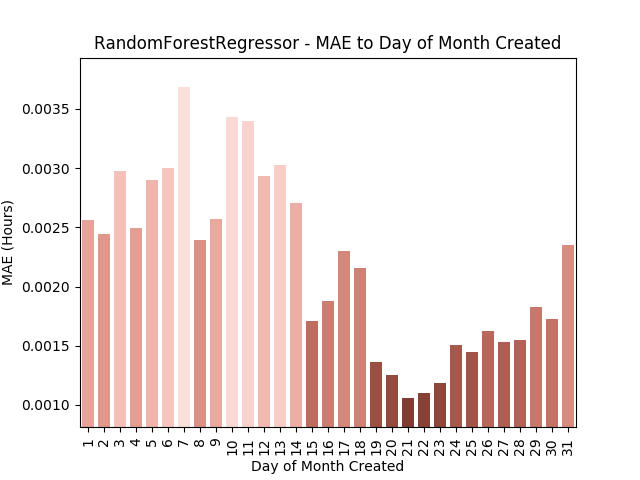 RandomForestRegressor - MAE to Day of Month Created
MAE (Hours)
0.0035
0.0030
0.0025
0.0020
0.0015
0.0010
1 2 3 4 5 6 7 8 9 10 11 12 13 14 15 16 17 18 19 20 21 22 23 24 25 26 27 28 29 30 31
Day of Month Created